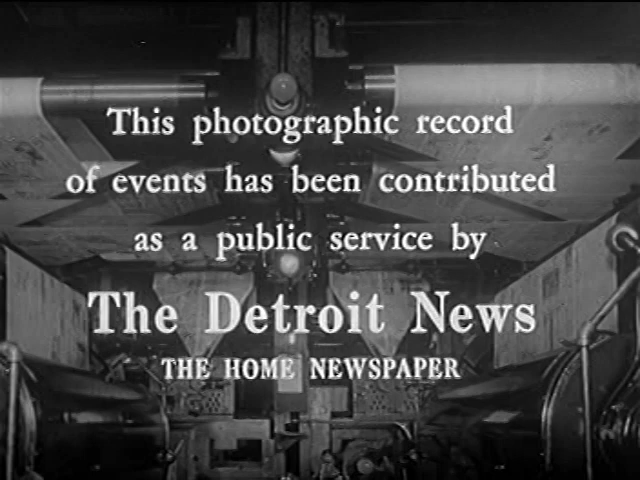 This photographic record
of events has been contributed
as a public service by
The Detroit News
THE HOME NEWSPAPER